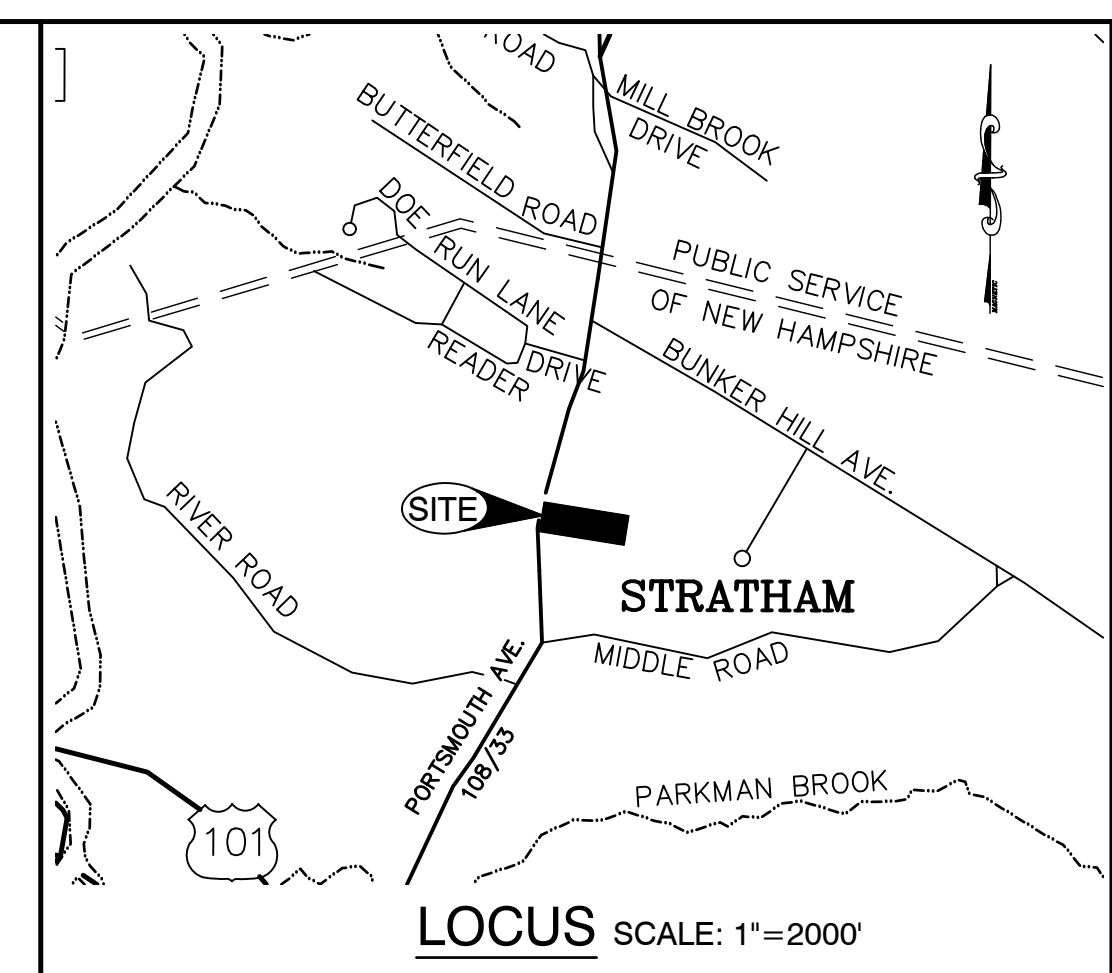 ROAD
MILL BROOK
DRIVE
BUTTERFIELD ROAD
DOE RUN LANE
PUBLIC SERVICE
OF NEW HAMPSHIRE
READER DRIVE
BUNKER HILL AVE.
SITE
RIVER ROAD
STRATHAM
MIDDLE ROAD
PORTSMOUTH AVE.
108/33
PARKMAN BROOK
101
MAGNETIC
LOCUS SCALE: 1"=2000'